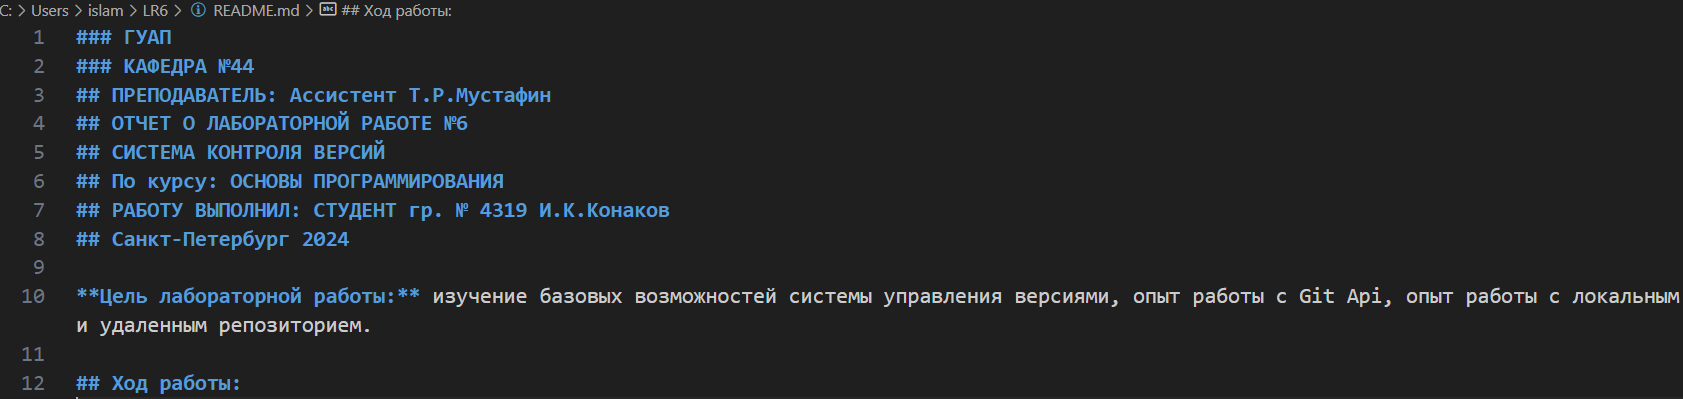 C: > Users > islam > LR6 > README.md > ## Ход работы:
1 ### ГУАП
2 ### КАФЕДРА №44
3 ## ПРЕПОДАВАТЕЛЬ: Ассистент Т.Р.Мустафин
4 ## ОТЧЕТ О ЛАБОРАТОРНОЙ РАБОТЕ №6
5 ## СИСТЕМА КОНТРОЛЯ ВЕРСИЙ
6 ## По курсу: ОСНОВЫ ПРОГРАММИРОВАНИЯ
7 ## РАБОТУ ВЫПОЛНИЛ: СТУДЕНТ гр. № 4319 И.К.Конаков
8 ## Санкт-Петербург 2024
9
10 **Цель лабораторной работы:** изучение базовых возможностей системы управления версиями, опыт работы с Git Api, опыт работы с локальным
и удаленным репозиторием.
11
12 ## Ход работы: